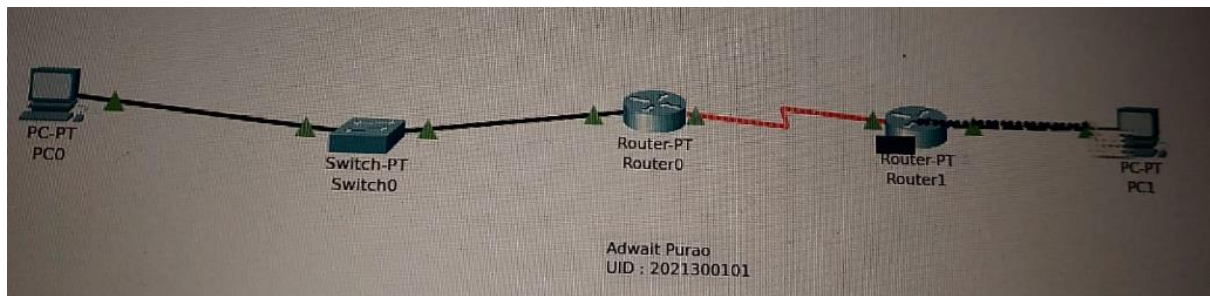 PC-PT
PC0
Switch-PT
Switch0
Router-PT
Router0
Router-PT
Router1
PC-PT
PC1
Adwait Purao
UID : 2021300101